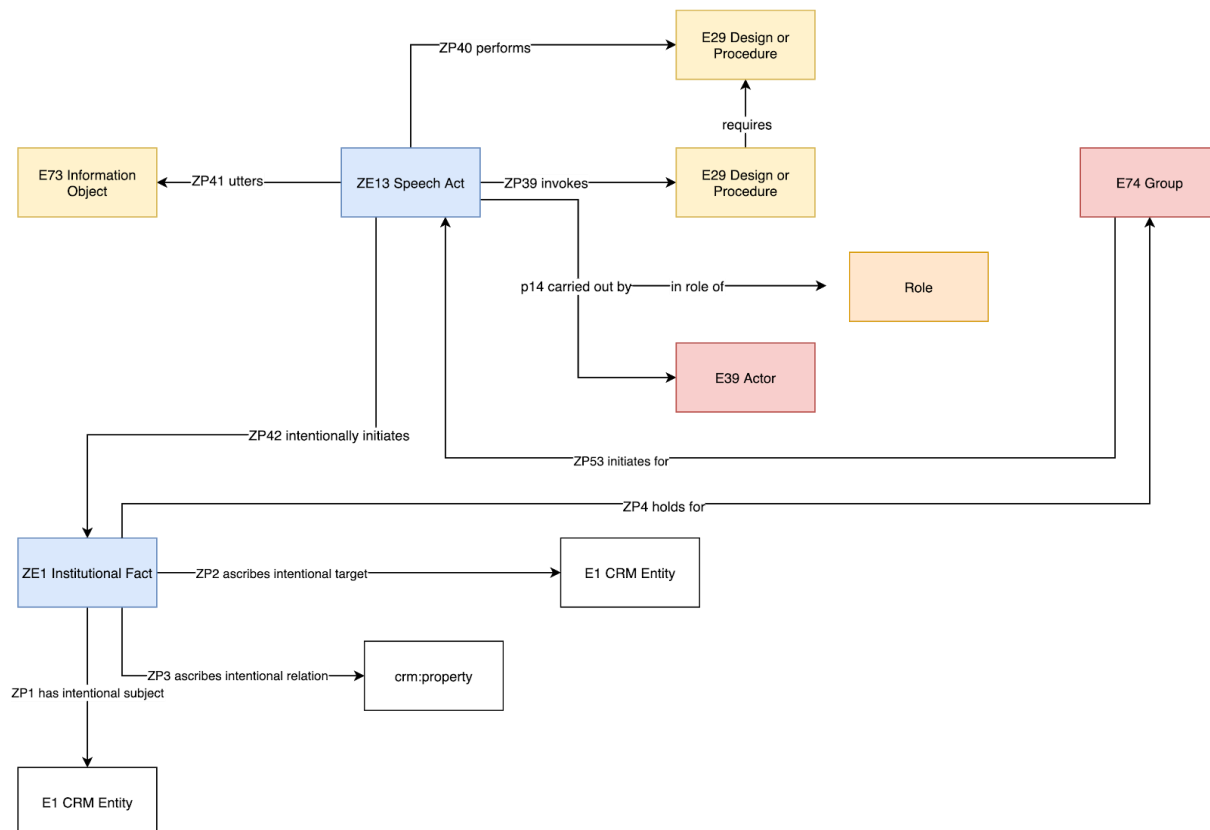 E29 Design or
Procedure
ZP40 performs
requires
E73 Information
Object
ZP41 utters
ZE13 Speech Act
ZP39 invokes
E29 Design or
Procedure
E74 Group
p14 carried out by
in role of
Role
E39 Actor
ZP42 intentionally initiates
ZP53 initiates for
ZP4 holds for
ZE1 Institutional Fact
ZP2 ascribes intentional target
E1 CRM Entity
ZP3 ascribes intentional relation
crm:property
ZP1 has intentional subject
E1 CRM Entity